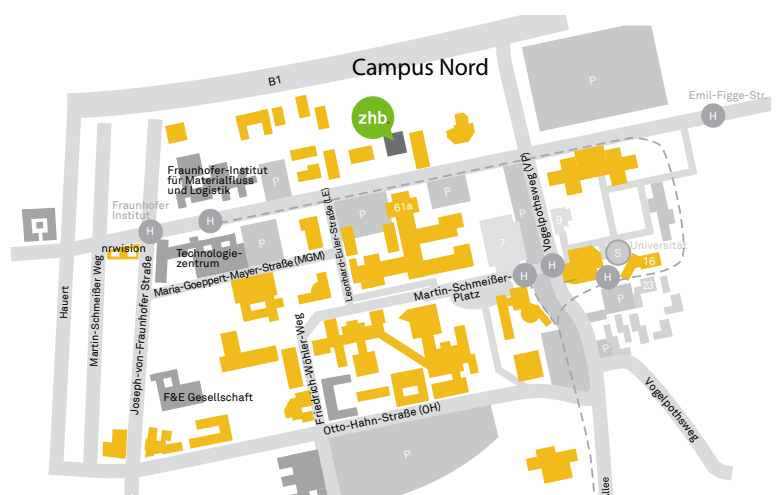 B1
Campus Nord
P
Emil-Figge-Str.
H
zhb.
Fraunhofer-Institut
für Materialfluss
und Logistik
P
P
P
Fraunhofer
Institut
H
H
Leonhard-Euler-Straße (LE)
61a
P
P
Vogelpothsweg (VP)
9
7
nrwision
Technologie-
zentrum
P
Maria-Goeppert-Mayer-Straße (MGM)
S
Universität
16
H
H
H
23
P
Martin-Schmeißer-
Platz
Hauert
Martin-Schmeißer Weg
Joseph-von-Fraunhofer Straße
Friedrich-Wöhler-Weg
P
F&E Gesellschaft
Otto-Hahn-Straße (OH)
Vogelpothsweg
P
Allee